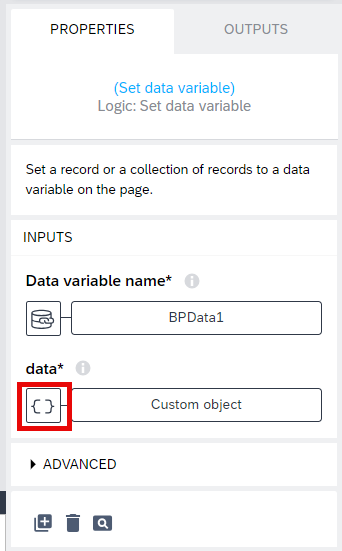 PROPERTIES
OUTPUTS
(Set data variable)
Logic: Set data variable
Set a record or a collection of records to a data
variable on the page.
INPUTS
Data variable name*
BPData1
data*
Custom object
ADVANCED